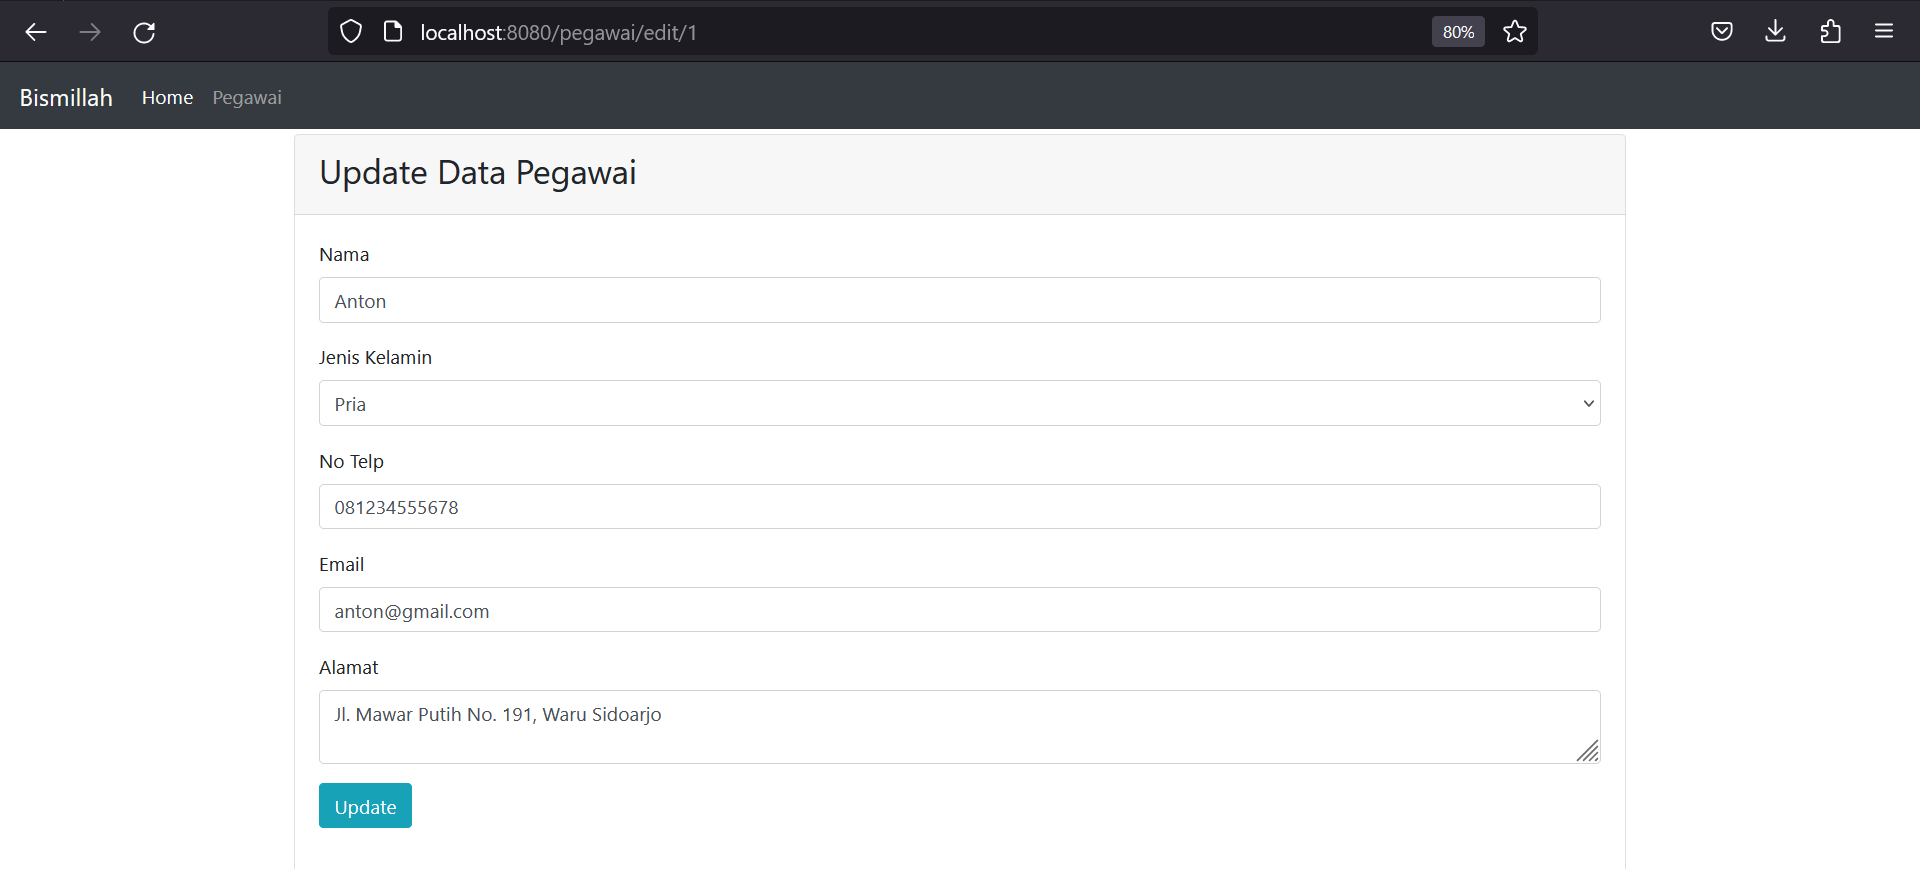 localhost:8080/pegawai/edit/1
80%
Bismillah Home Pegawai
Update Data Pegawai
Nama
Anton
Jenis Kelamin
Pria
No Telp
081234555678
Email
anton@gmail.com
Alamat
Jl. Mawar Putih No. 191, Waru Sidoarjo
Update